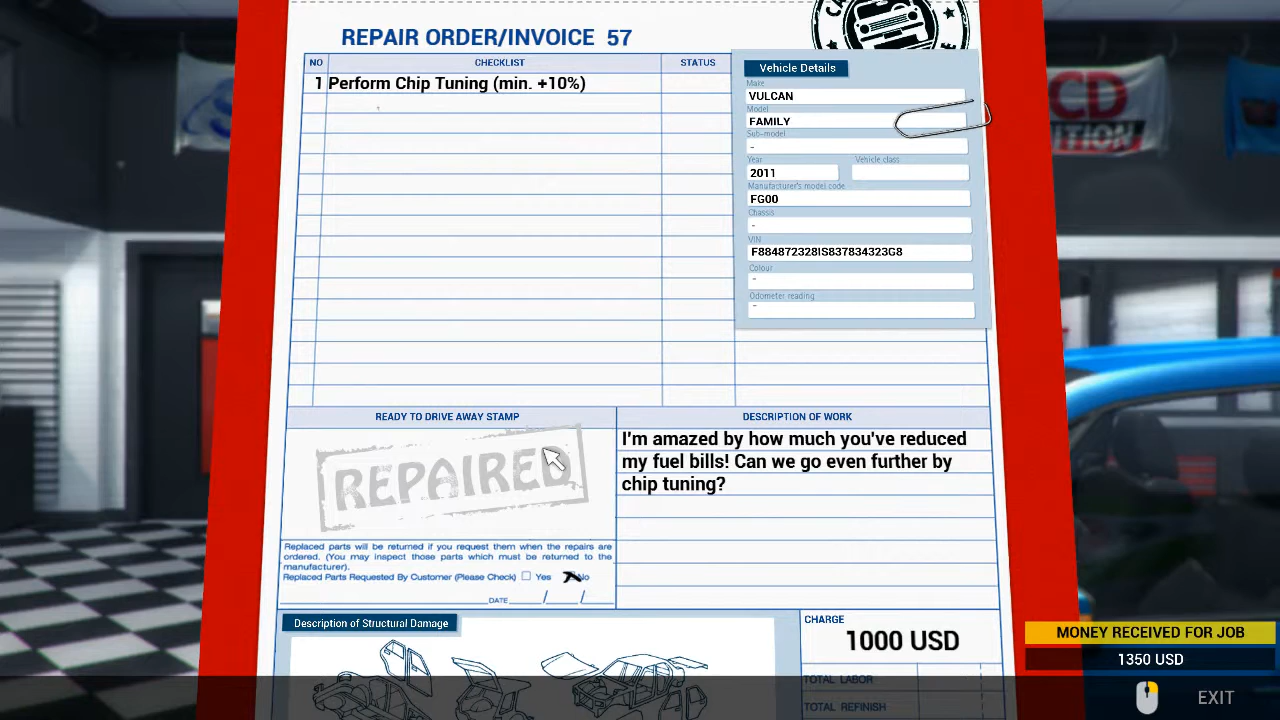 REPAIR ORDER/INVOICE 57
NO CHECKLIST STATUS
1 Perform Chip Tuning (min. +10%)
Vehicle Details
Make
VULCAN
Model
FAMILY
Sub-model
-
Year Vehicle class
2011
Manufacturer's model code
FG00
Chassis
-
VIN
F884872328IS837834323G8
Colour
-
Odometer reading
-
CD
ITION
READY TO DRIVE AWAY STAMP
DESCRIPTION OF WORK
REPAIRED
I'm amazed by how much you've reduced
my fuel bills! Can we go even further by
chip tuning?
Replaced parts will be returned if you request them when the repairs are
ordered. (You may inspect those parts which must be returned to the
manufacturer).
Replaced Parts Requested By Customer (Please Check) Yes No
DATE / /
Description of Structural Damage
CHARGE
1000 USD
TOTAL LABOR
TOTAL REFINISH
MONEY RECEIVED FOR JOB
1350 USD
EXIT